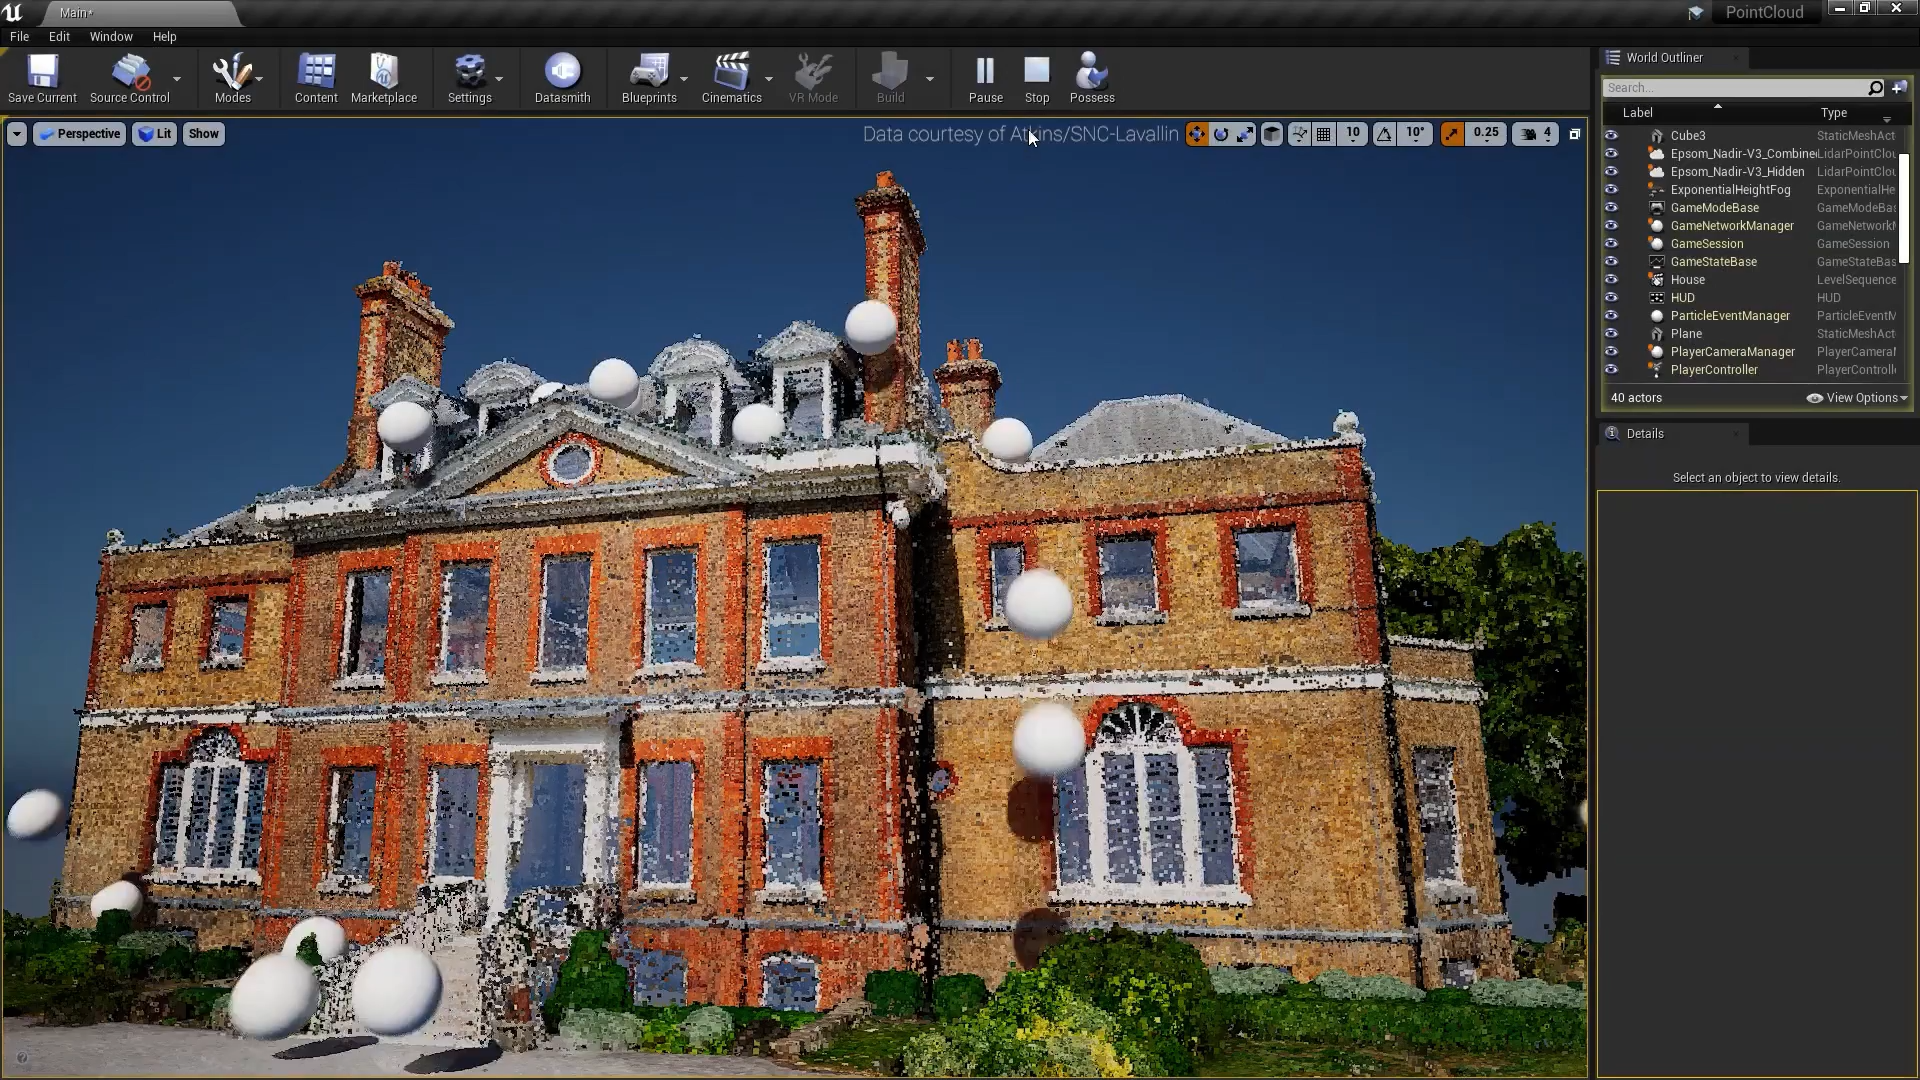 Main*
PointCloud
File Edit Window Help
Save Current
Source Control
Modes
Content
Marketplace
Settings
Datasmith
Blueprints
Cinematics
VR Mode
Build
Pause
Stop
Possess
World Outliner
Search...
Label Type
Perspective
Lit
Show
Data courtesy of Atkins/SNC-Lavallin
10
10°
0.25
4
Cube3 StaticMeshAct
Epsom_Nadir-V3_Combine LidarPointClou
Epsom_Nadir-V3_Hidden LidarPointClou
ExponentialHeightFog ExponentialHe
GameModeBase GameModeBas
GameNetworkManager GameNetworkM
GameSession GameSession
GameStateBase GameStateBas
House LevelSequence
HUD HUD
ParticleEventManager ParticleEventM
Plane StaticMeshAct
PlayerCameraManager PlayerCameraM
PlayerController PlayerControlle
40 actors
View Options
Details
Select an object to view details.